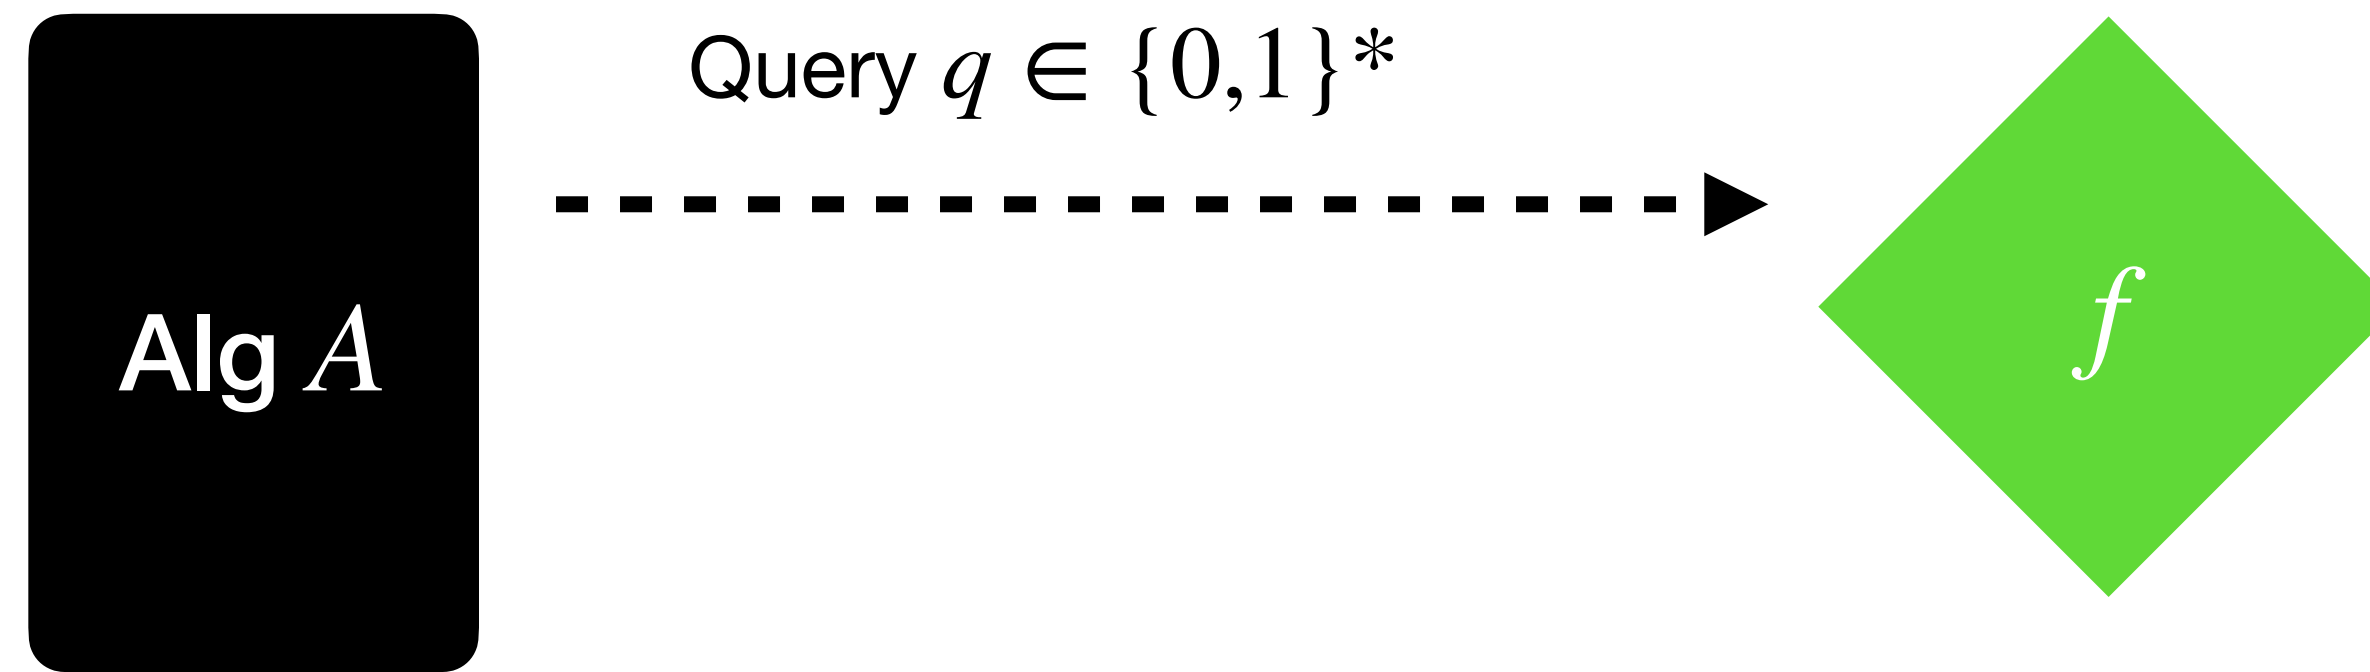 Query q ∈ {0,1}*
Alg A
f